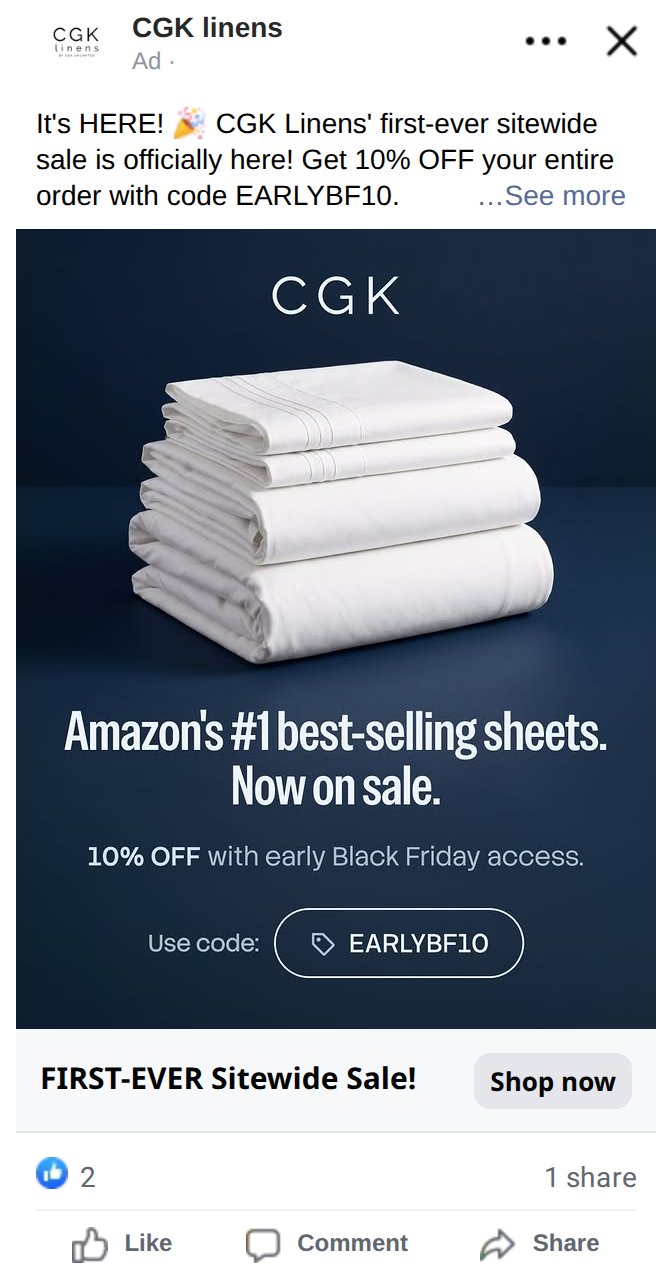 CGK
linens
CGK linens
Ad ·
It's HERE! 🎉 CGK Linens' first-ever sitewide
sale is officially here! Get 10% OFF your entire
order with code EARLYBF10. ...See more
CGK
Amazon's #1 best-selling sheets.
Now on sale.
10% OFF with early Black Friday access.
Use code: EARLYBF10
FIRST-EVER Sitewide Sale!
Shop now
2
1 share
Like
Comment
Share